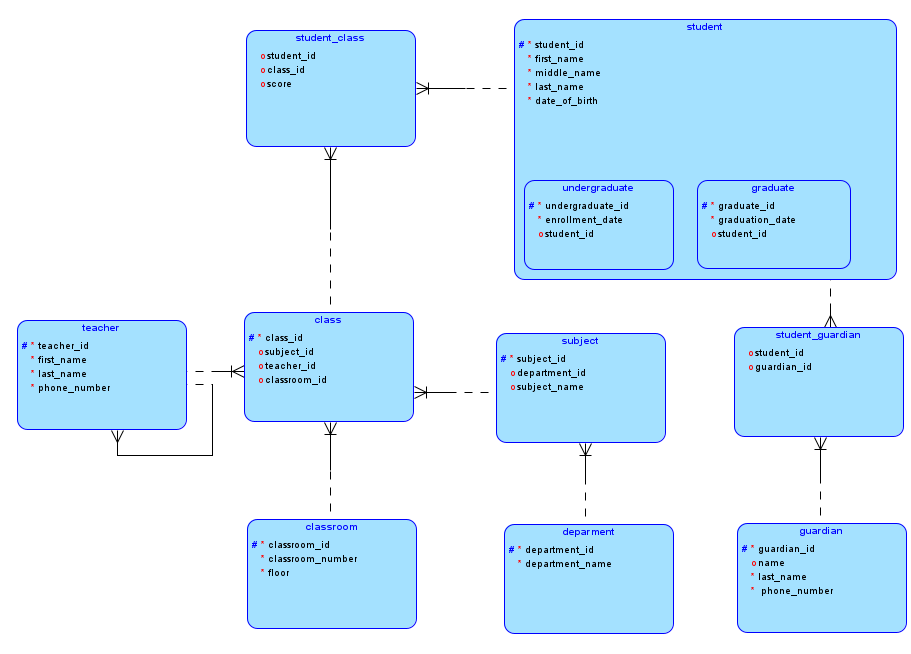 student_class
o student_id
o class_id
o score
student
# * student_id
* first_name
* middle_name
* last_name
* date_of_birth
undergraduate
# * undergraduate_id
* enrollment_date
o student_id
graduate
# * graduate_id
* graduation_date
o student_id
teacher
# * teacher_id
* first_name
* last_name
* phone_number
class
# * class_id
o subject_id
o teacher_id
o classroom_id
subject
# * subject_id
o department_id
o subject_name
student_guardian
o student_id
o guardian_id
classroom
# * classroom_id
* classroom_number
* floor
deparment
# * department_id
* department_name
guardian
# * guardian_id
o name
* last_name
* phone_number